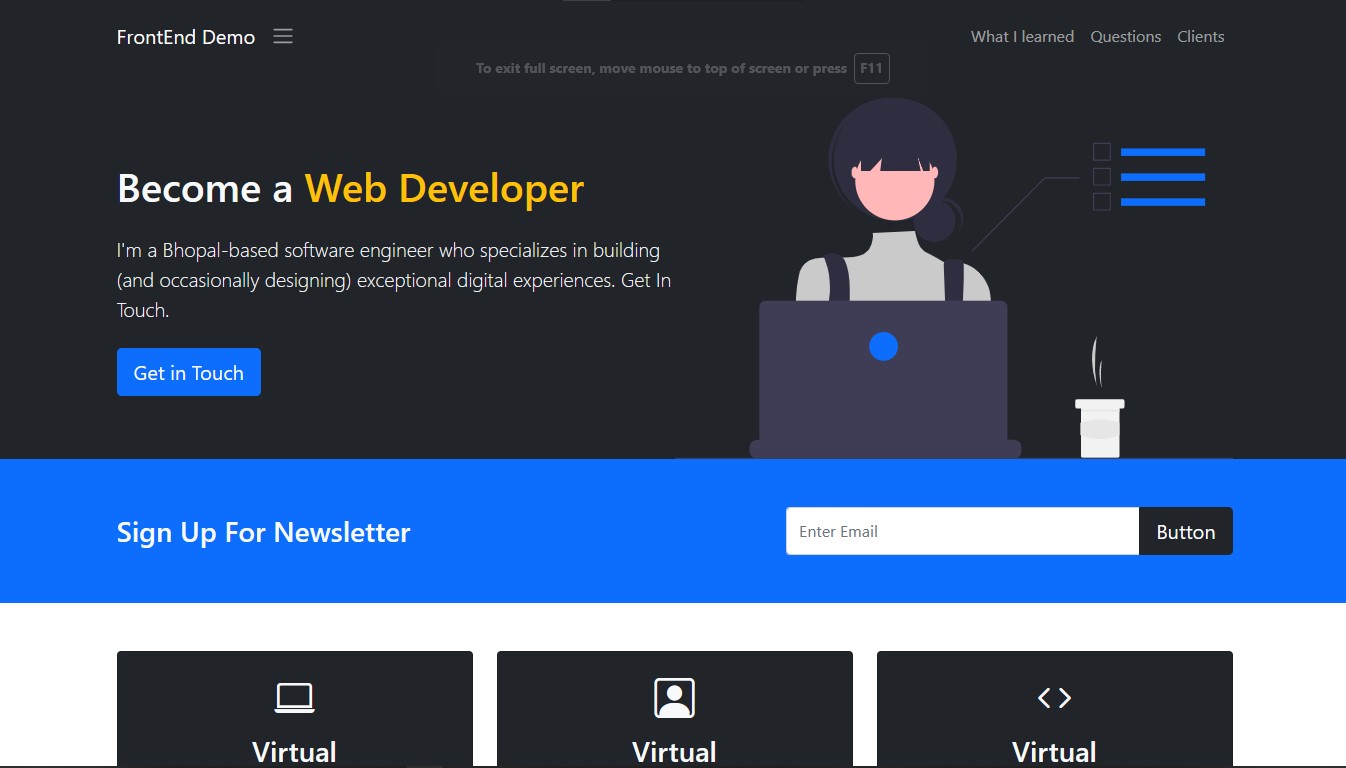 FrontEnd Demo
What I learned Questions Clients
To exit full screen, move mouse to top of screen or press F11
Become a Web Developer
I'm a Bhopal-based software engineer who specializes in building
(and occasionally designing) exceptional digital experiences. Get In
Touch.
Get in Touch
Sign Up For Newsletter
Enter Email
Button
Virtual
Virtual
Virtual